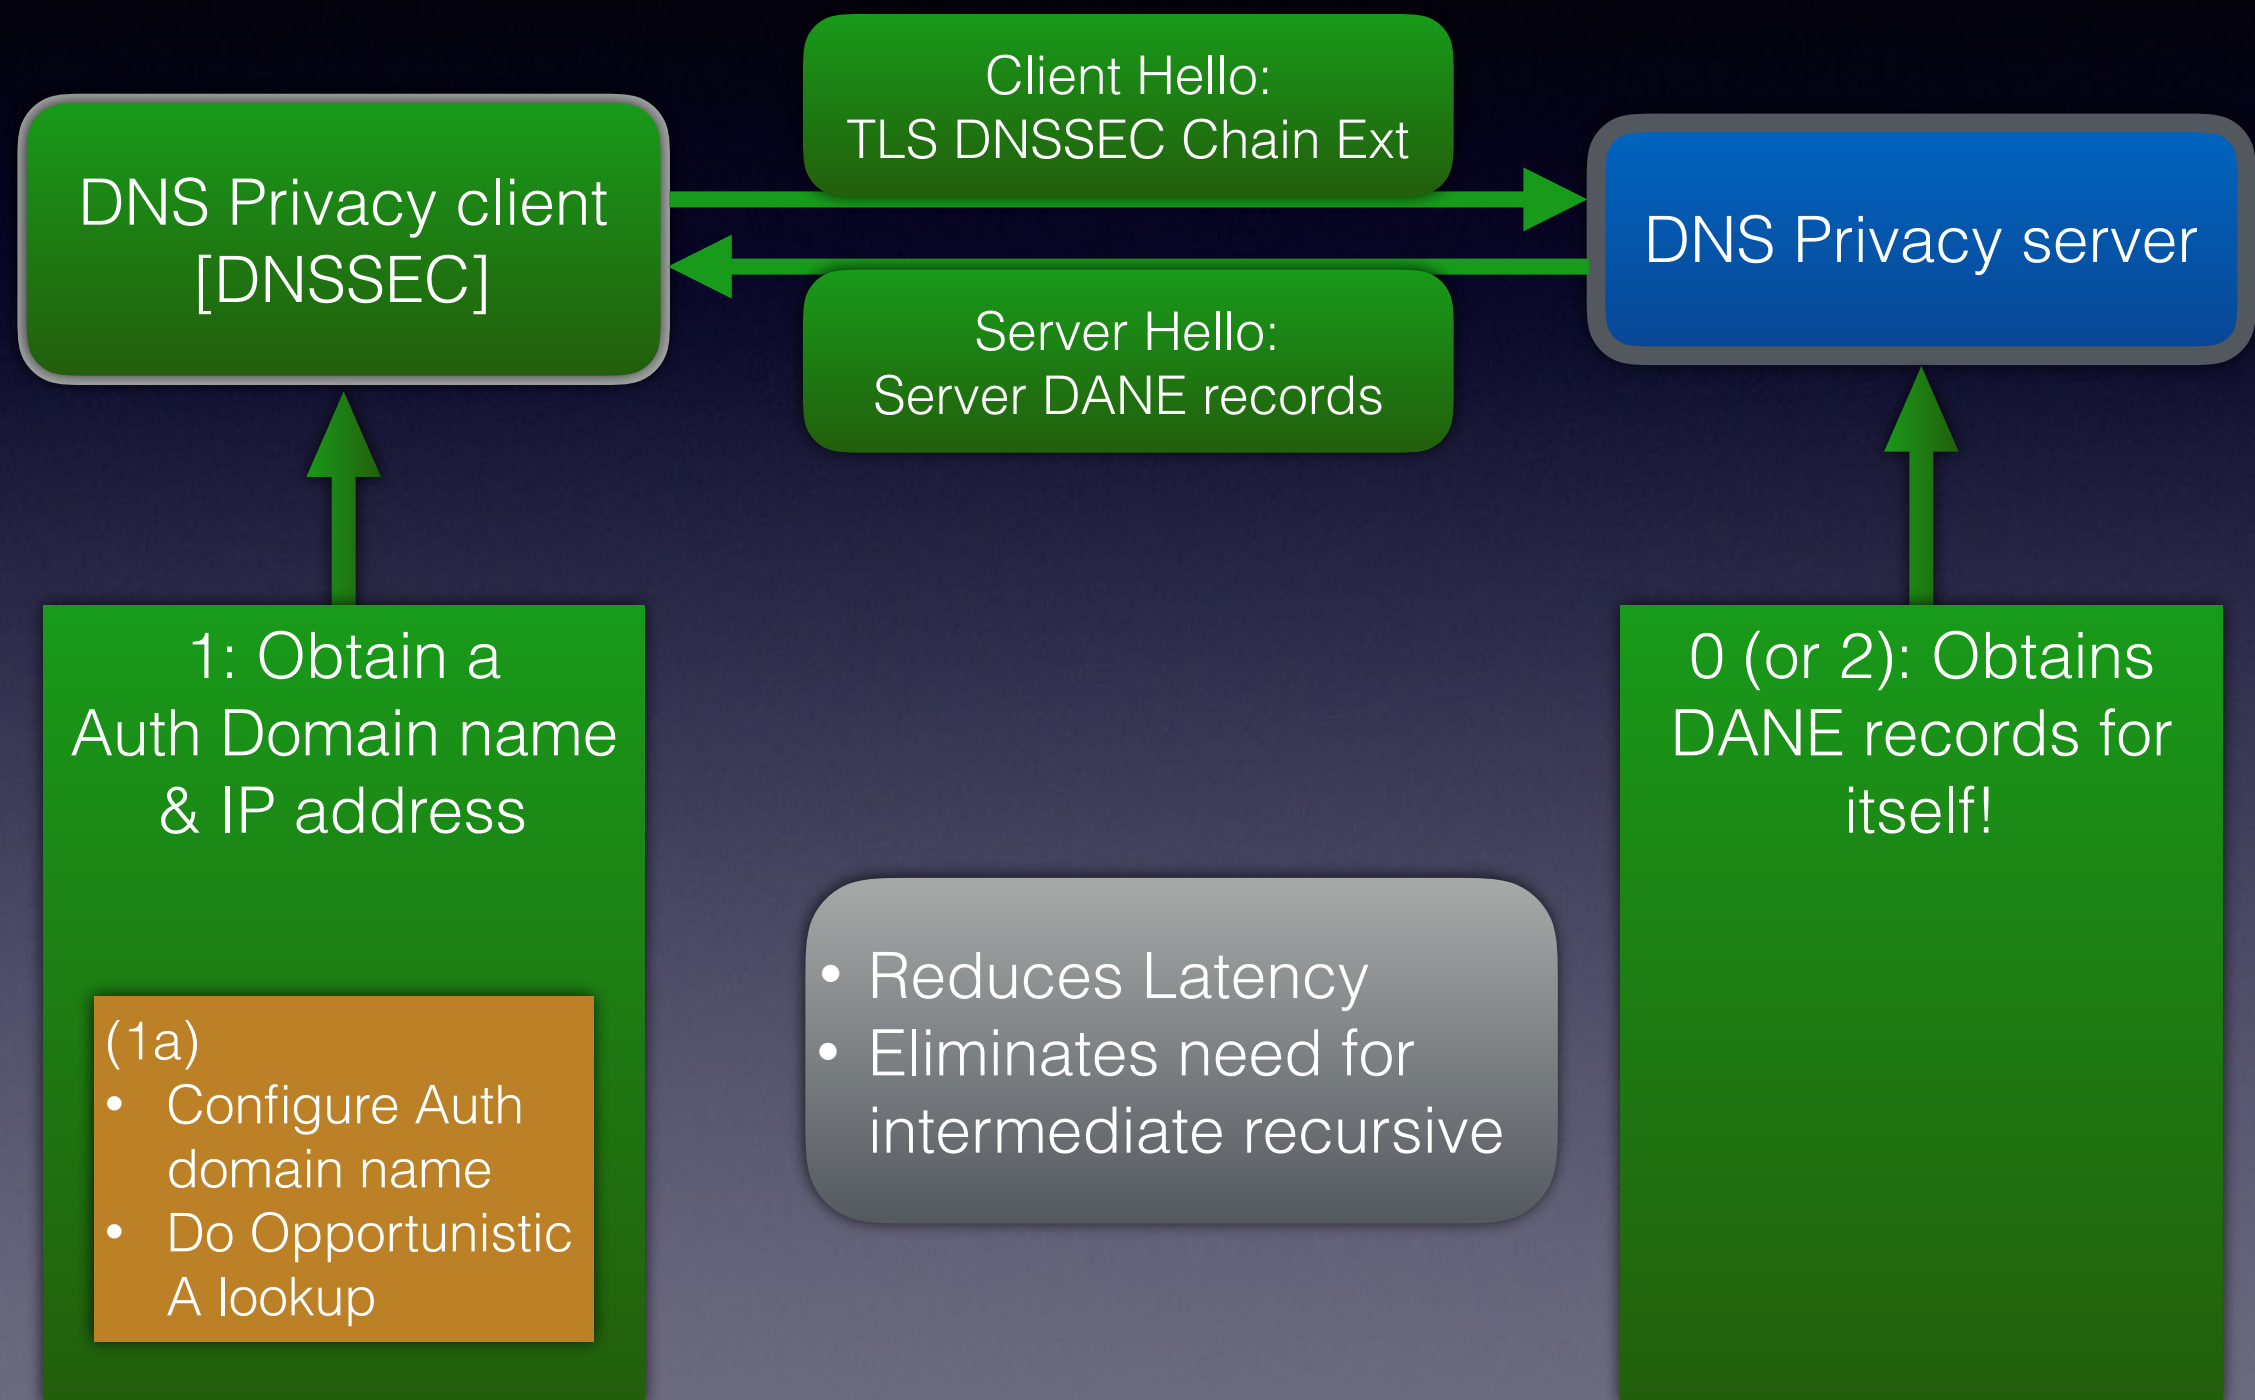 Client Hello:
TLS DNSSEC Chain Ext
DNS Privacy client
[DNSSEC]
DNS Privacy server
Server Hello:
Server DANE records
1: Obtain a
Auth Domain name
& IP address
(1a)
• Configure Auth
domain name
• Do Opportunistic
A lookup
• Reduces Latency
• Eliminates need for
intermediate recursive
0 (or 2): Obtains
DANE records for
itself!